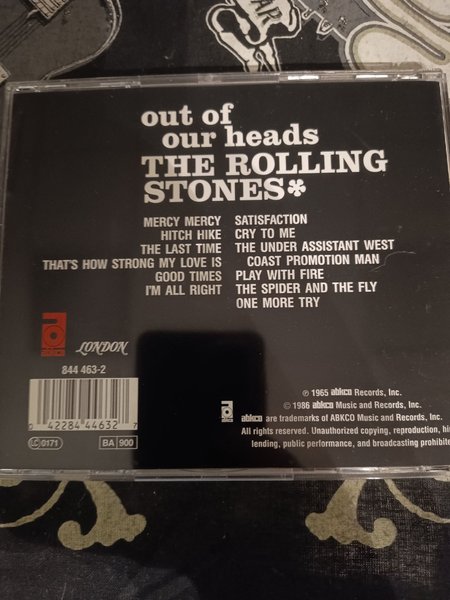 out of
our heads
THE ROLLING
STONES*
MERCY MERCY
HITCH HIKE
THE LAST TIME
THAT'S HOW STRONG MY LOVE IS
GOOD TIMES
I'M ALL RIGHT
SATISFACTION
CRY TO ME
THE UNDER ASSISTANT WEST
COAST PROMOTION MAN
PLAY WITH FIRE
THE SPIDER AND THE FLY
ONE MORE TRY
abkco
LONDON
844 463-2
0 42284 44632 7
LC 0171
BA 900
abkco
℗ 1965 abkco Records, Inc.
© 1986 abkco Music and Records, Inc.
abkco are trademarks of ABKCO Music and Records, Inc.
All rights reserved. Unauthorized copying, reproduction, hi
lending, public performance, and broadcasting prohibite